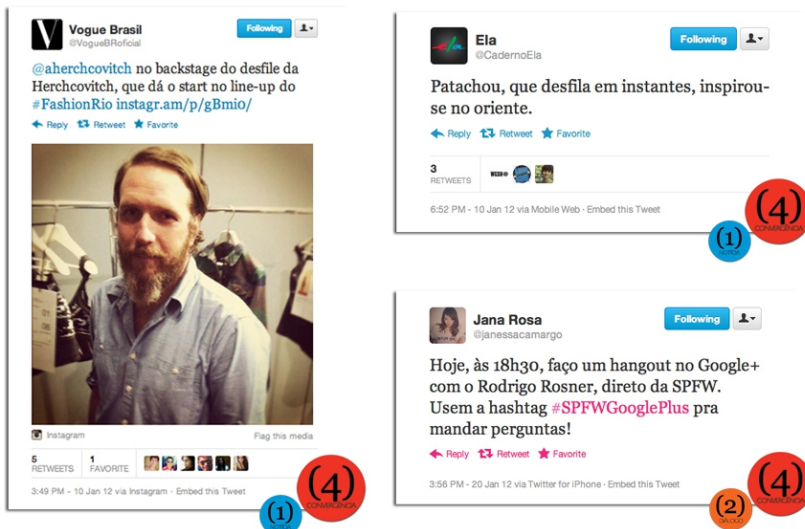 Vogue Brasil
@VogueBRoficial
Following
@aherchcovitch no backstage do desfile da
Herchcovitch, que dá o start no line-up do
#FashionRio instagr.am/p/gBmi0/
Reply Retweet Favorite
Instagram Flag this media
5 RETWEETS 1 FAVORITE
3:49 PM - 10 Jan 12 via Instagram · Embed this Tweet
(1)
(4)
CONVERGÊNCIA
Ela
@CadernoEla
Following
Patachou, que desfila em instantes, inspirou-
se no oriente.
Reply Retweet Favorite
3
RETWEETS
6:52 PM - 10 Jan 12 via Mobile Web · Embed this Tweet
(1)
NOTÍCIA
(4)
CONVERGÊNCIA
Jana Rosa
@janessacamargo
Following
Hoje, às 18h30, faço um hangout no Google+
com o Rodrigo Rosner, direto da SPFW.
Usem a hashtag #SPFWGooglePlus pra
mandar perguntas!
Reply Retweet Favorite
3:56 PM - 20 Jan 12 via Twitter for iPhone · Embed this Tweet
(2)
DIÁLOGO
(4)
CONVERGÊNCIA